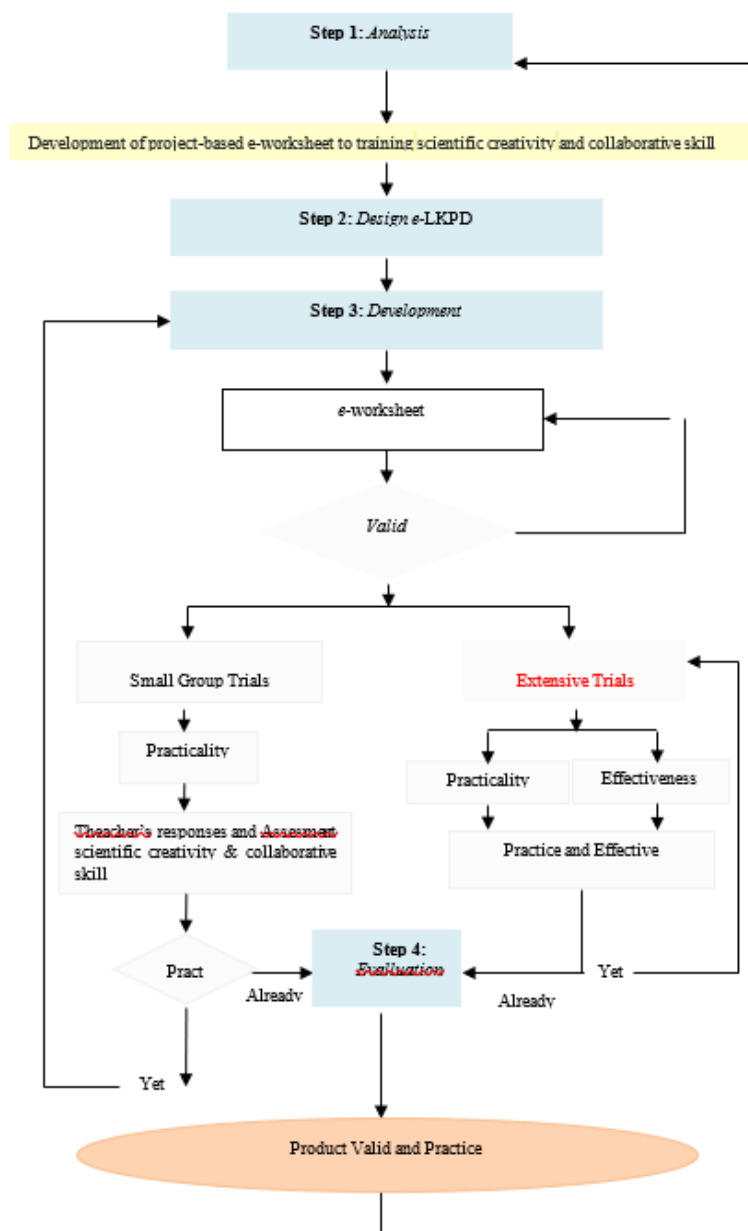 Step 1: Analysis
Development of project-based e-worksheet to training scientific creativity and collaborative skill
Step 2: Design e-LKPD
Step 3: Development
e-worksheet
Valid
Small Group Trials
Extensive Trials
Practicality
Practicality
Effectiveness
Theacher's responses and Assesment
scientific creativity & collaborative
skill
Practice and Effective
Step 4:
Evalluation
Pract
Already
Already
Yet
Yet
Product Valid and Practice